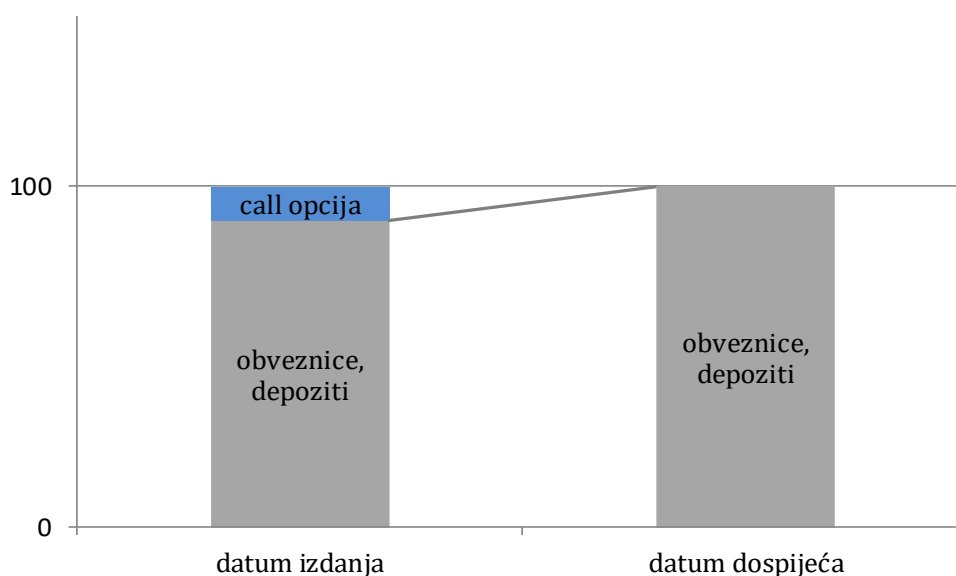 100
call opcija
obveznice,
depoziti
obveznice,
depoziti
0
datum izdanja
datum dospijeća